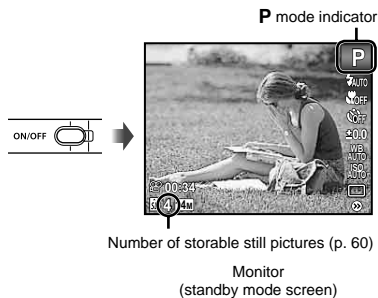 P mode indicator
P
AUTO
OFF
OFF
±0.0
WB
AUTO
ISO
AUTO
ON/OFF
00:34
4 14M
Number of storable still pictures (p. 60)
Monitor
(standby mode screen)